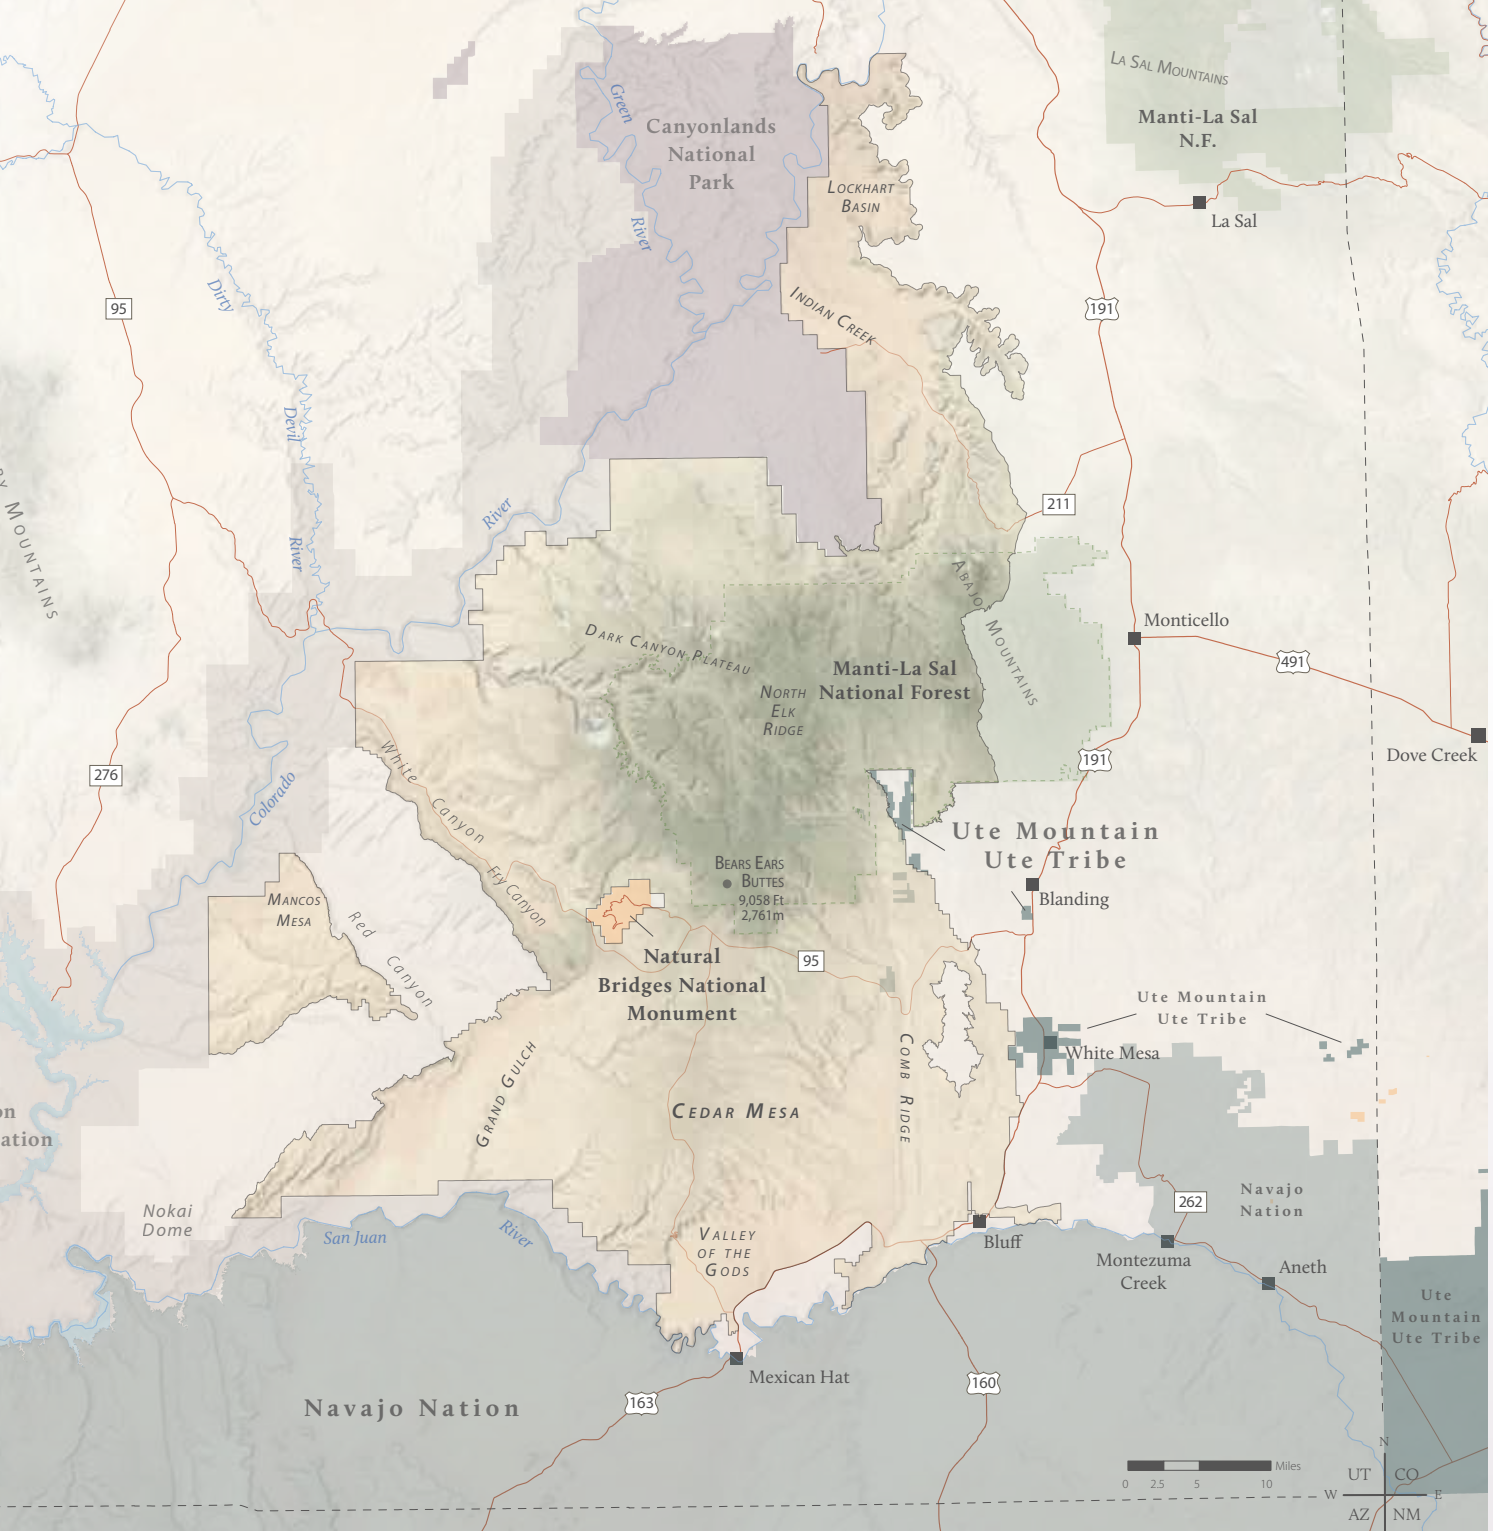 LA SAL MOUNTAINS
Manti-La Sal
N.F.
La Sal
Green
River
Canyonlands
National
Park
LOCKHART
BASIN
INDIAN CREEK
95
Dirty
Devil
River
191
211
River
MOUNTAINS
ABAJO MOUNTAINS
Monticello
491
Dove Creek
DARK CANYON PLATEAU
Manti-La Sal
National Forest
NORTH
ELK
RIDGE
191
276
Colorado
White Canyon
Fry Canyon
Ute Mountain
Ute Tribe
BEARS EARS
BUTTES
9,058 Ft
2,761m
Blanding
MANCOS
MESA
Red Canyon
Natural
Bridges National
Monument
95
Ute Mountain
Ute Tribe
White Mesa
COMB RIDGE
GRAND GULCH
CEDAR MESA
on
ation
Nokai
Dome
San Juan
River
VALLEY
OF THE
GODS
Bluff
262
Navajo
Nation
Montezuma
Creek
Aneth
Ute
Mountain
Ute Tribe
Mexican Hat
163
160
Navajo Nation
Miles
0 2.5 5 10
N
UT CO
W E
AZ NM